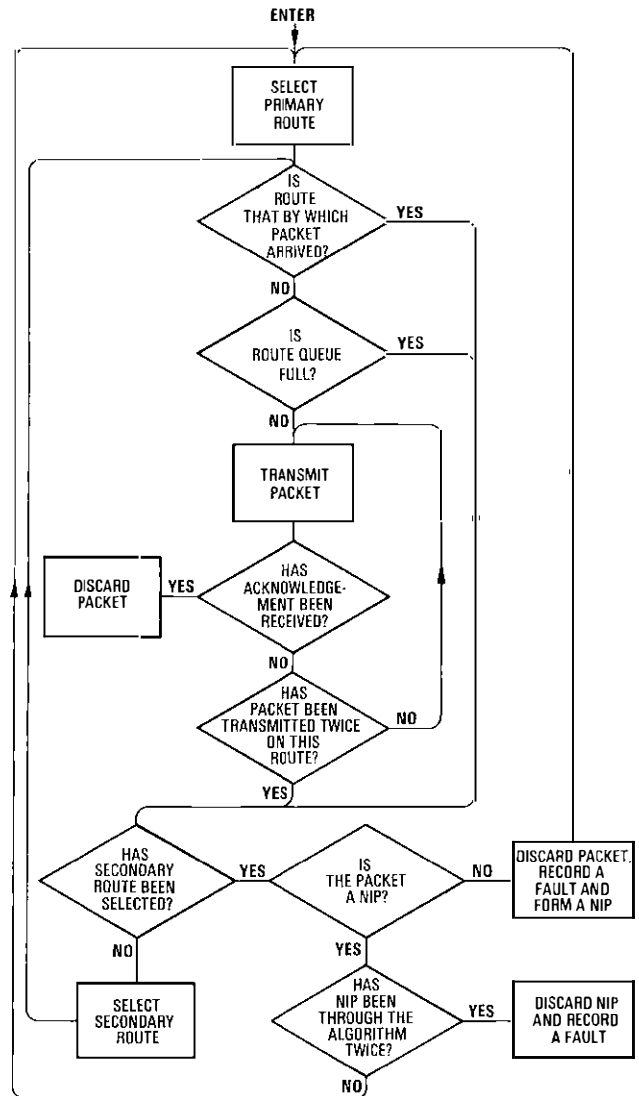 ENTER
SELECT
PRIMARY
ROUTE
IS
ROUTE
THAT BY WHICH
PACKET
ARRIVED?
YES
NO
IS
ROUTE QUEUE
FULL?
YES
NO
TRANSMIT
PACKET
HAS
ACKNOWLEDGE-
MENT BEEN
RECEIVED?
YES
DISCARD
PACKET
NO
HAS
PACKET BEEN
TRANSMITTED TWICE
ON THIS
ROUTE?
NO
YES
HAS
SECONDARY
ROUTE BEEN
SELECTED?
YES
IS
THE PACKET
A NIP?
NO
DISCARD PACKET,
RECORD A
FAULT AND
FORM A NIP
NO
YES
SELECT
SECONDARY
ROUTE
HAS
NIP BEEN
THROUGH THE
ALGORITHM
TWICE?
YES
DISCARD NIP
AND RECORD
A FAULT
NO